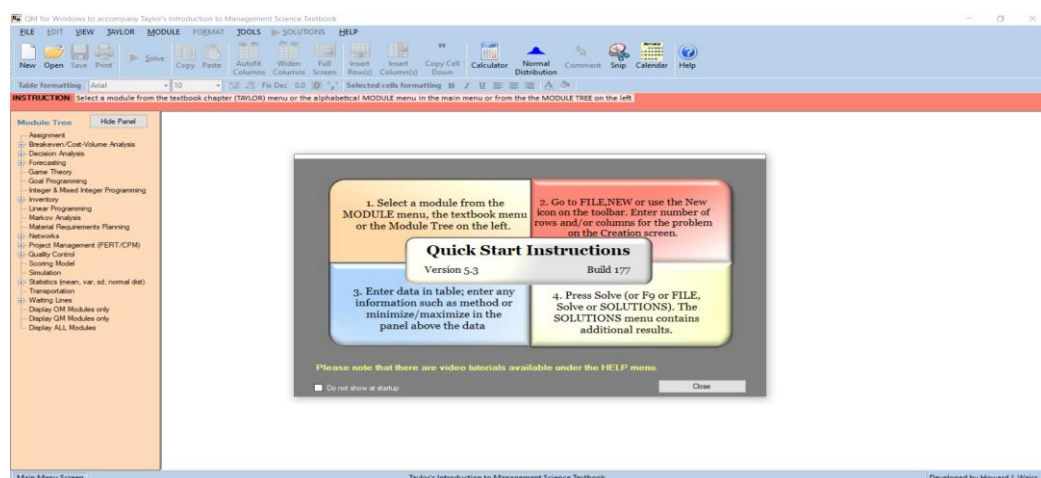 QM for Windows to accompany Taylor's Introduction to Management Science Textbook
FILE EDIT VIEW TAYLOR MODULE FORMAT TOOLS SOLUTIONS HELP
New Open Save Print Solve Copy Paste Autofit Columns Widen Columns Full Screen Insert Row(s) Insert Column(s) Copy Cell Down Calculator Normal Distribution Comment Snip Calendar Help
Table formatting Arial 10 Fix Dec 0.0 Selected cells formatting B I U
INSTRUCTION: Select a module from the textbook chapter (TAYLOR) menu or the alphabetical MODULE menu in the main menu or from the the MODULE TREE on the left
Module Tree Hide Panel
Assignment
Breakeven/Cost-Volume Analysis
Decision Analysis
Forecasting
Game Theory
Goal Programming
Integer & Mixed Integer Programming
Inventory
Linear Programming
Markov Analysis
Material Requirements Planning
Networks
Project Management (PERT/CPM)
Quality Control
Scoring Model
Simulation
Statistics (mean, var, sd; normal dist)
Transportation
Waiting Lines
Display OM Modules only
Display QM Modules only
Display ALL Modules
1. Select a module from the
MODULE menu, the textbook menu
or the Module Tree on the left.
2. Go to FILE,NEW or use the New
icon on the toolbar. Enter number of
rows and/or columns for the problem
on the Creation screen.
Quick Start Instructions
Version 5.3 Build 177
3. Enter data in table; enter any
information such as method or
minimize/maximize in the
panel above the data
4. Press Solve (or F9 or FILE,
Solve or SOLUTIONS). The
SOLUTIONS menu contains
additional results.
Please note that there are video tutorials available under the HELP menu.
Do not show at startup
Close
Main Menu Screen Taylor's Introduction to Management Science Textbook Developed by Howard J. Weiss